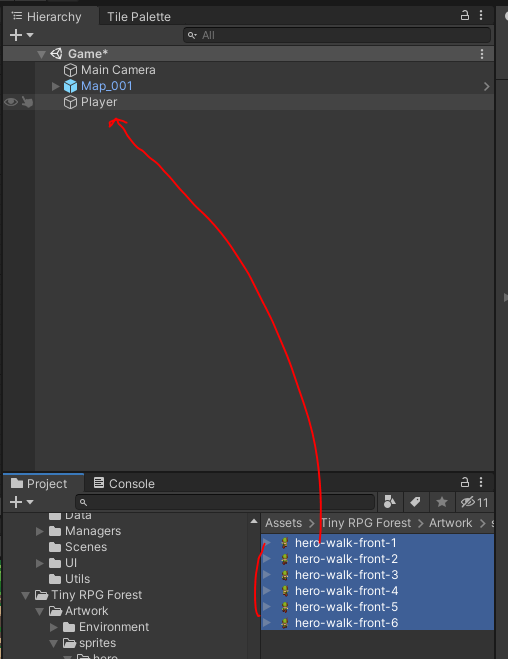 Hierarchy
Tile Palette
All
Game*
Main Camera
Map_001
Player
Project
Console
11
Data
Managers
Scenes
UI
Utils
Tiny RPG Forest
Artwork
Environment
sprites
hero
Assets > Tiny RPG Forest > Artwork > s
hero-walk-front-1
hero-walk-front-2
hero-walk-front-3
hero-walk-front-4
hero-walk-front-5
hero-walk-front-6